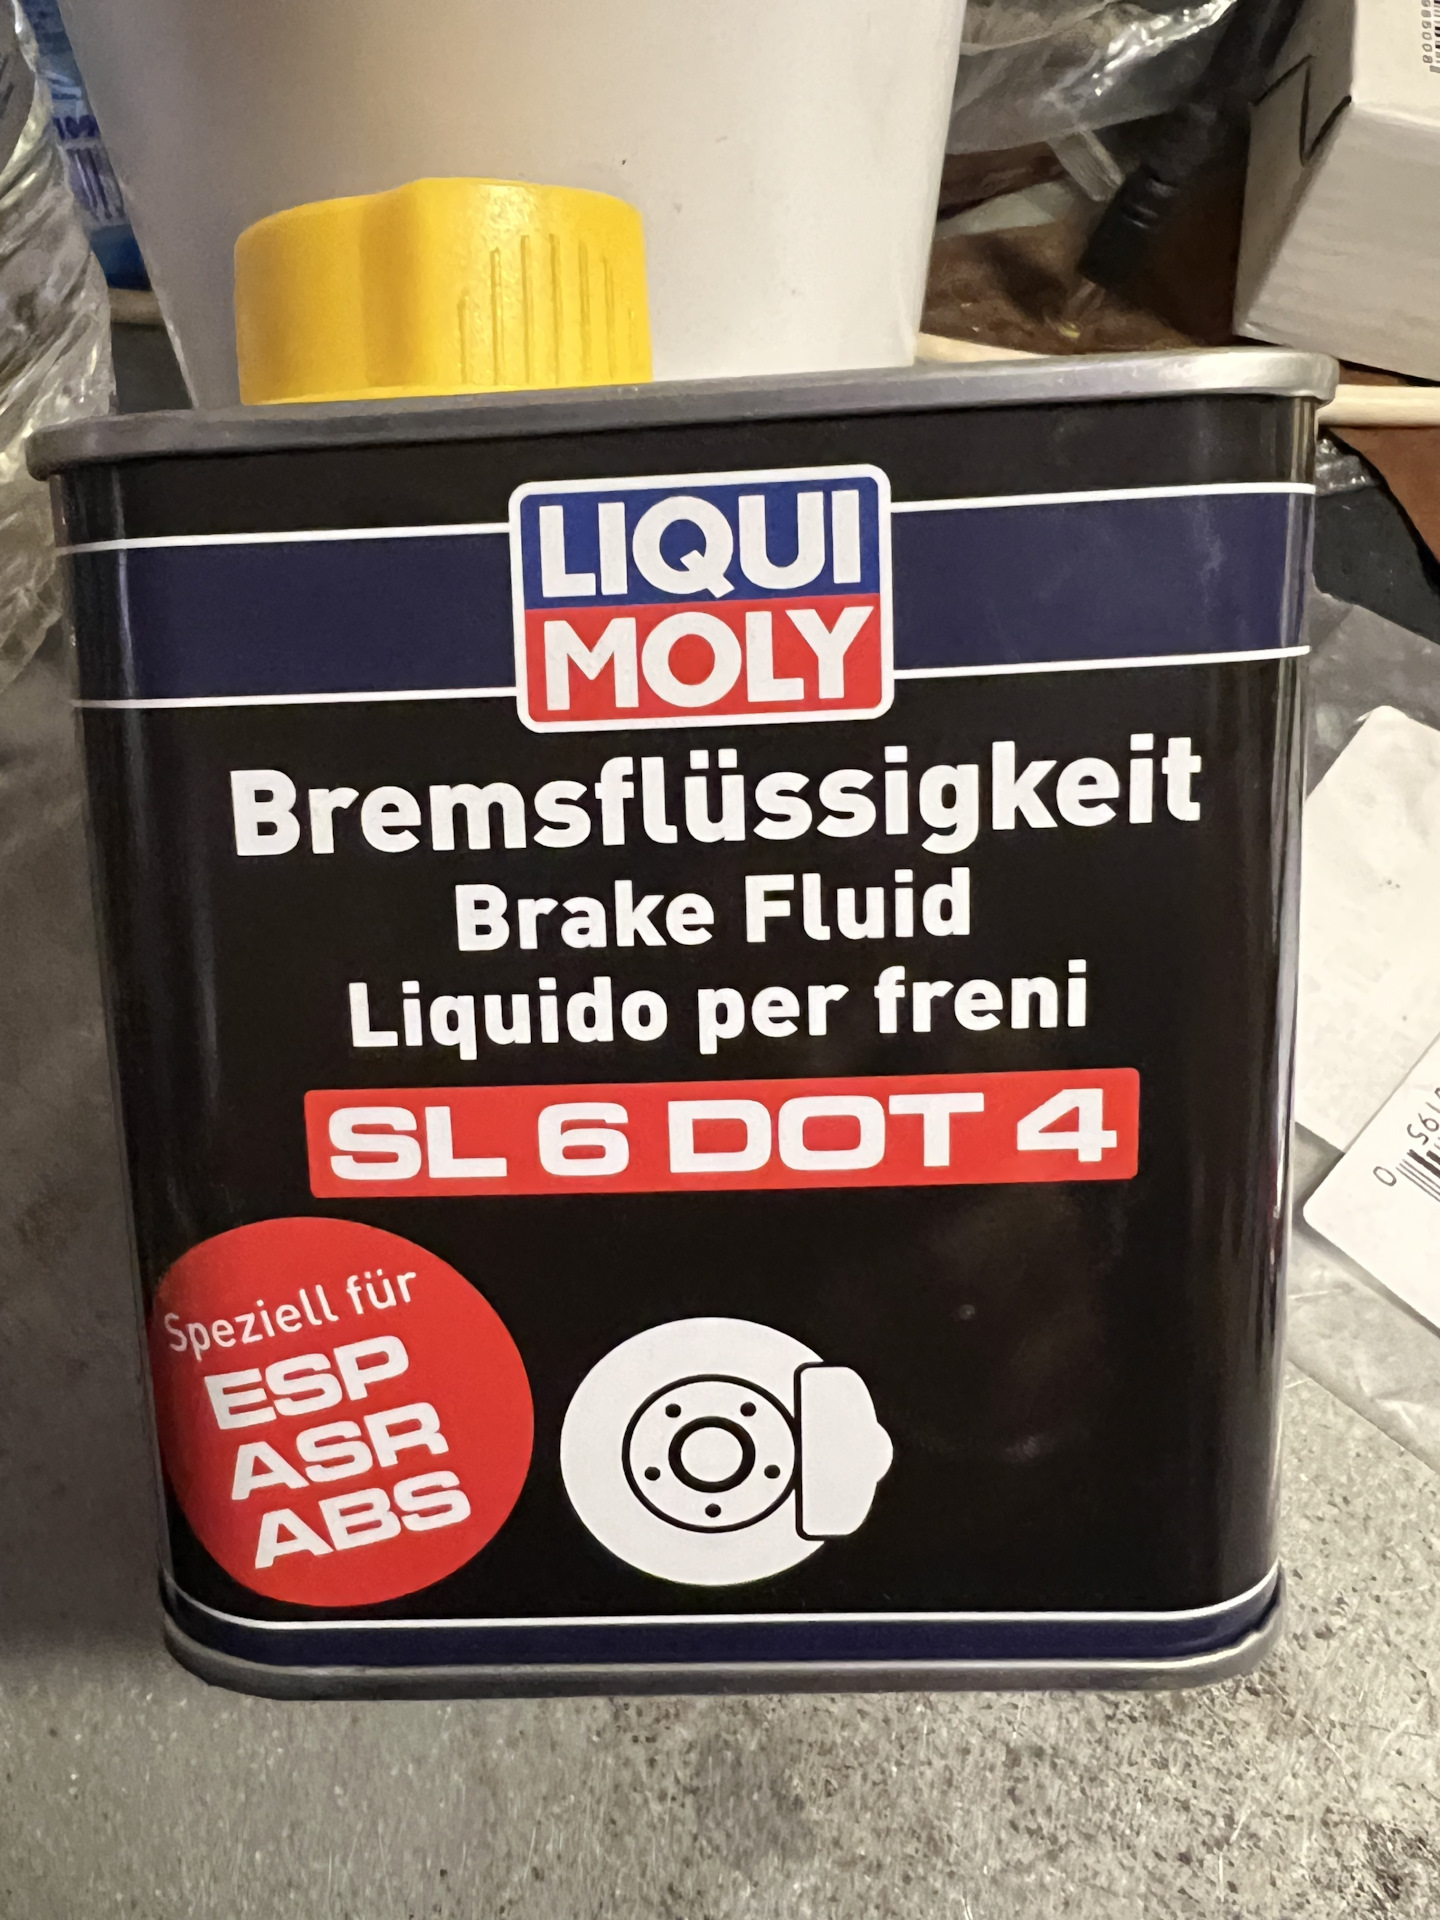 LIQUI
MOLY
Bremsflüssigkeit
Brake Fluid
Liquido per freni
SL 6 DOT 4
Speziell für
ESP
ASR
ABS